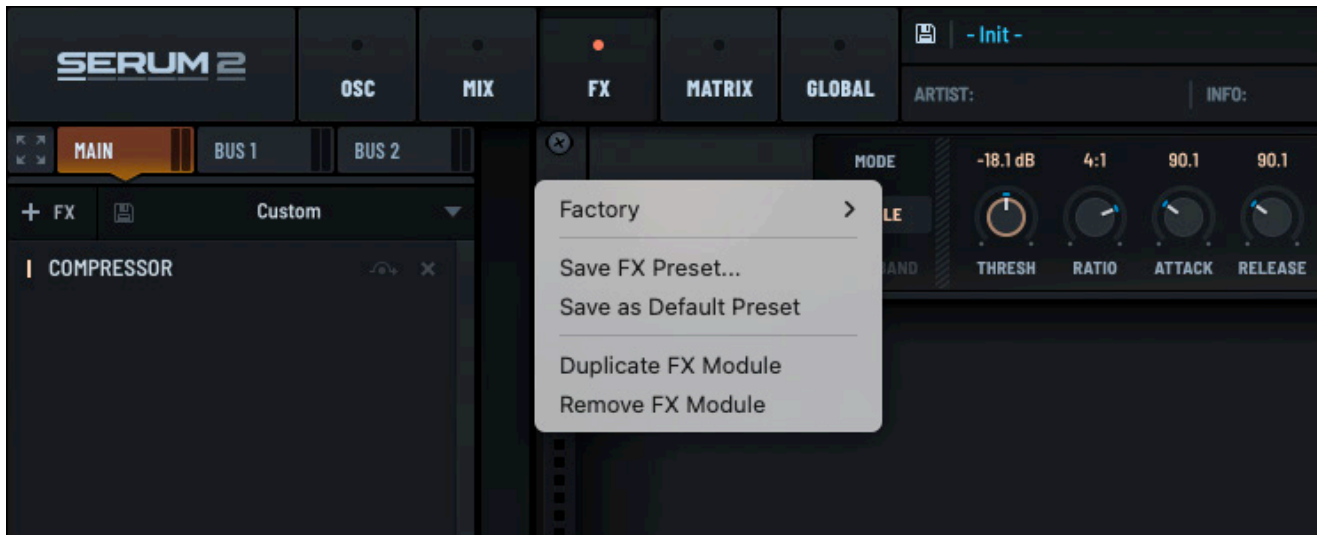 SERUM 2
OSC
MIX
FX
MATRIX
GLOBAL
- Init -
ARTIST:
INFO:
MAIN
BUS 1
BUS 2
+ FX
Custom
COMPRESSOR
MODE
-18.1 dB
4:1
90.1
90.1
THRESH
RATIO
ATTACK
RELEASE
Factory
Save FX Preset...
Save as Default Preset
Duplicate FX Module
Remove FX Module